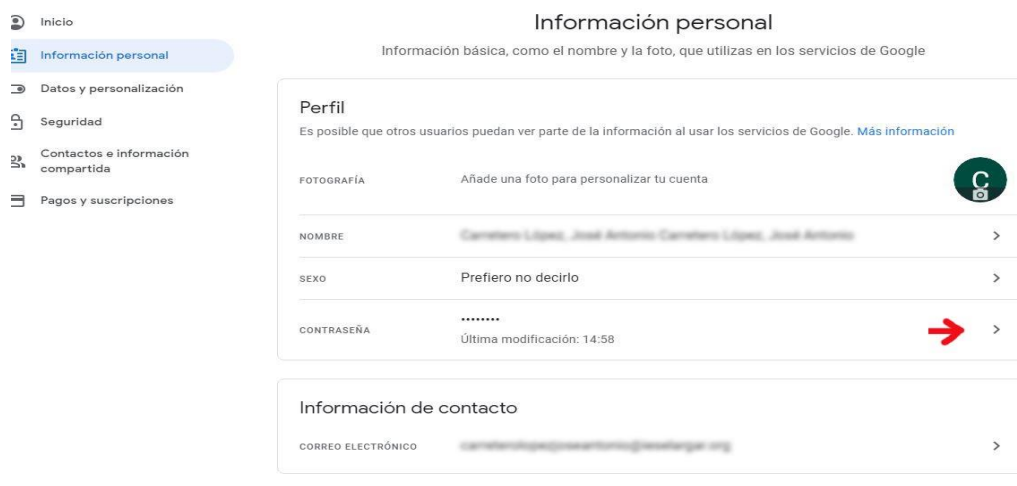 Inicio
Información personal
Datos y personalización
Seguridad
Contactos e información
compartida
Pagos y suscripciones
Información personal
Información básica, como el nombre y la foto, que utilizas en los servicios de Google
Perfil
Es posible que otros usuarios puedan ver parte de la información al usar los servicios de Google. Más información
FOTOGRAFÍA
Añade una foto para personalizar tu cuenta
C
NOMBRE
SEXO
Prefiero no decirlo
CONTRASEÑA
••••••••
Última modificación: 14:58
Información de contacto
CORREO ELECTRÓNICO